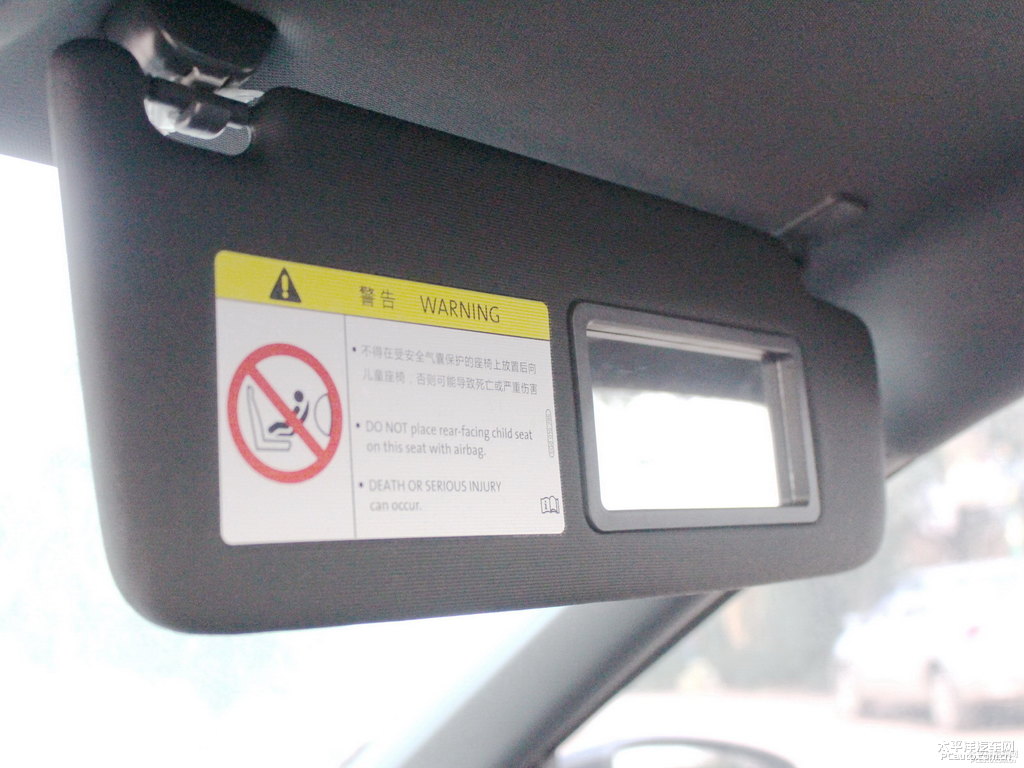 警告 WARNING
• 不得在受安全气囊保护的座椅上放置后向
儿童座椅，否则可能导致死亡或严重伤害
• DO NOT place rear-facing child seat
on this seat with airbag.
• DEATH OR SERIOUS INJURY
can occur.
太平洋汽车网
PCauto.com.cn